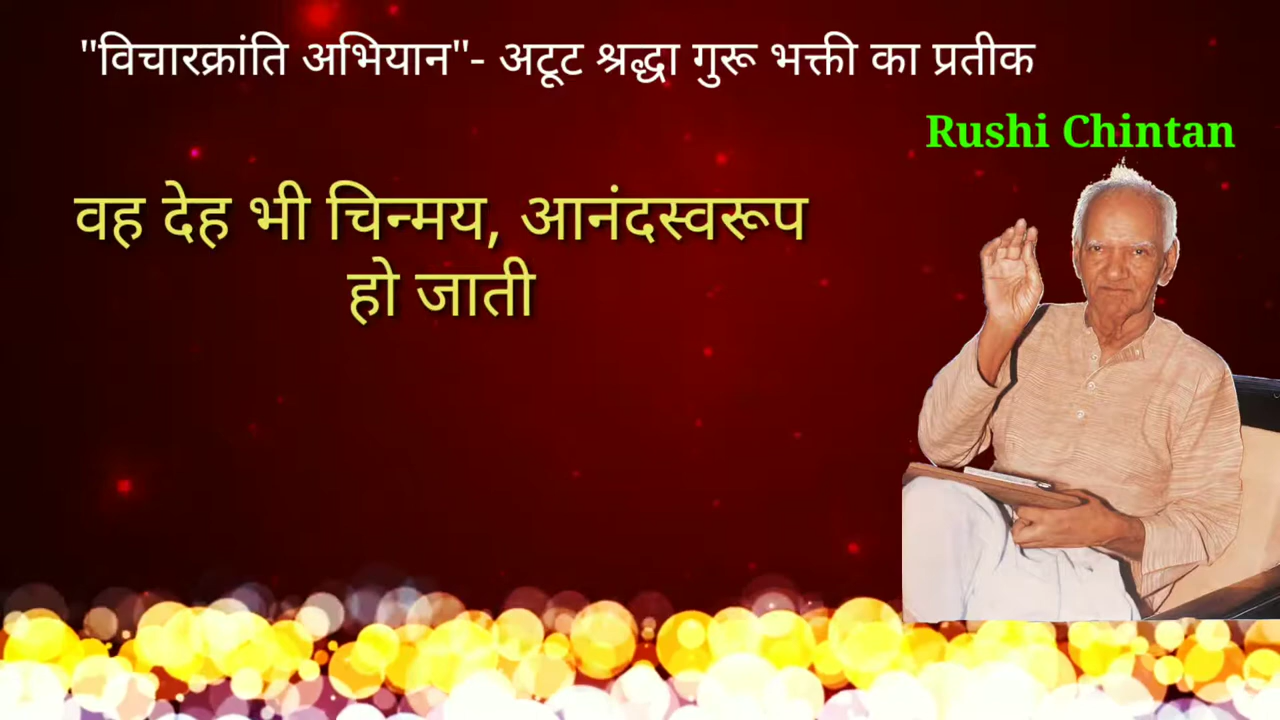 "विचारक्रांति अभियान"- अटूट श्रद्धा गुरू भक्ती का प्रतीक
Rushi Chintan
वह देह भी चिन्मय, आनंदस्वरूप
हो जाती